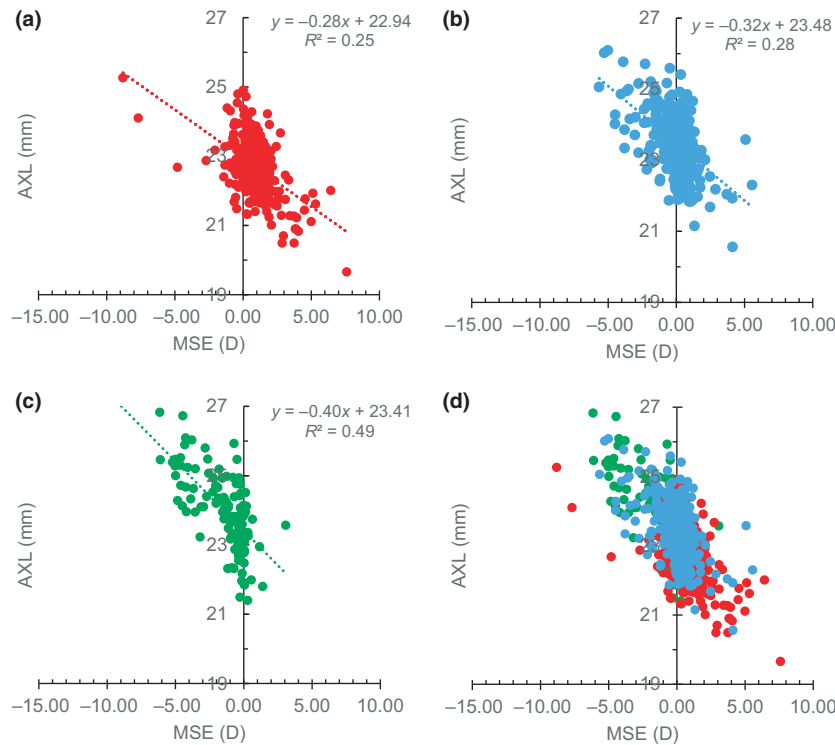 (a)
27
y = –0.28x + 22.94
R² = 0.25
25
AXL (mm)
23
21
19
–15.00 –10.00 –5.00 0.00 5.00 10.00
MSE (D)
(b)
27
y = –0.32x + 23.48
R² = 0.28
25
AXL (mm)
23
21
19
–15.00 –10.00 –5.00 0.00 5.00 10.00
MSE (D)
(c)
27
y = –0.40x + 23.41
R² = 0.49
25
AXL (mm)
23
21
19
–15.00 –10.00 –5.00 0.00 5.00 10.00
MSE (D)
(d)
27
25
AXL (mm)
23
21
19
–15.00 –10.00 –5.00 0.00 5.00 10.00
MSE (D)